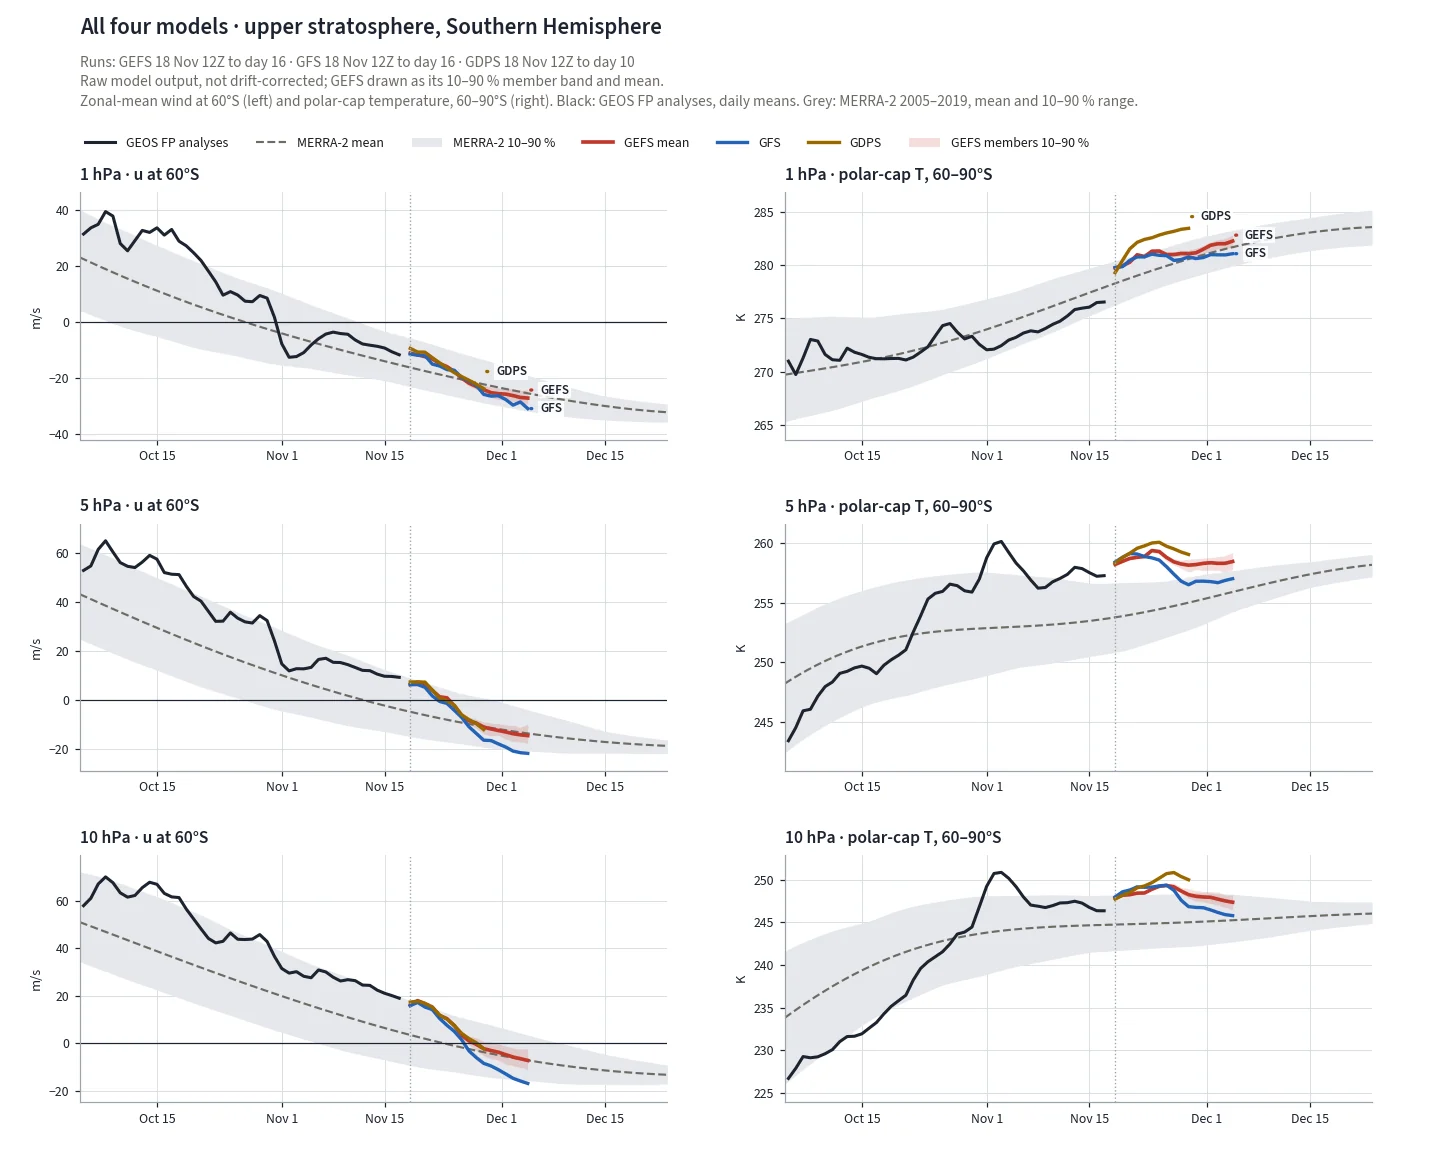 All four models · upper stratosphere, Southern Hemisphere
Runs: GEFS 18 Nov 12Z to day 16 · GFS 18 Nov 12Z to day 16 · GDPS 18 Nov 12Z to day 10
Raw model output, not drift-corrected; GEFS drawn as its 10–90 % member band and mean.
Zonal-mean wind at 60°S (left) and polar-cap temperature, 60–90°S (right). Black: GEOS FP analyses, daily means. Grey: MERRA-2 2005–2019, mean and 10–90 % range.
GEOS FP analyses MERRA-2 mean MERRA-2 10–90 % GEFS mean GFS GDPS GEFS members 10–90 %
1 hPa · u at 60°S
40
20
0
−20
−40
m/s
GDPS
GEFS
GFS
Oct 15 Nov 1 Nov 15 Dec 1 Dec 15
1 hPa · polar-cap T, 60–90°S
285
280
275
270
265
K
GDPS
GEFS
GFS
Oct 15 Nov 1 Nov 15 Dec 1 Dec 15
5 hPa · u at 60°S
60
40
20
0
−20
m/s
Oct 15 Nov 1 Nov 15 Dec 1 Dec 15
5 hPa · polar-cap T, 60–90°S
260
255
250
245
K
Oct 15 Nov 1 Nov 15 Dec 1 Dec 15
10 hPa · u at 60°S
60
40
20
0
−20
m/s
Oct 15 Nov 1 Nov 15 Dec 1 Dec 15
10 hPa · polar-cap T, 60–90°S
250
245
240
235
230
225
K
Oct 15 Nov 1 Nov 15 Dec 1 Dec 15